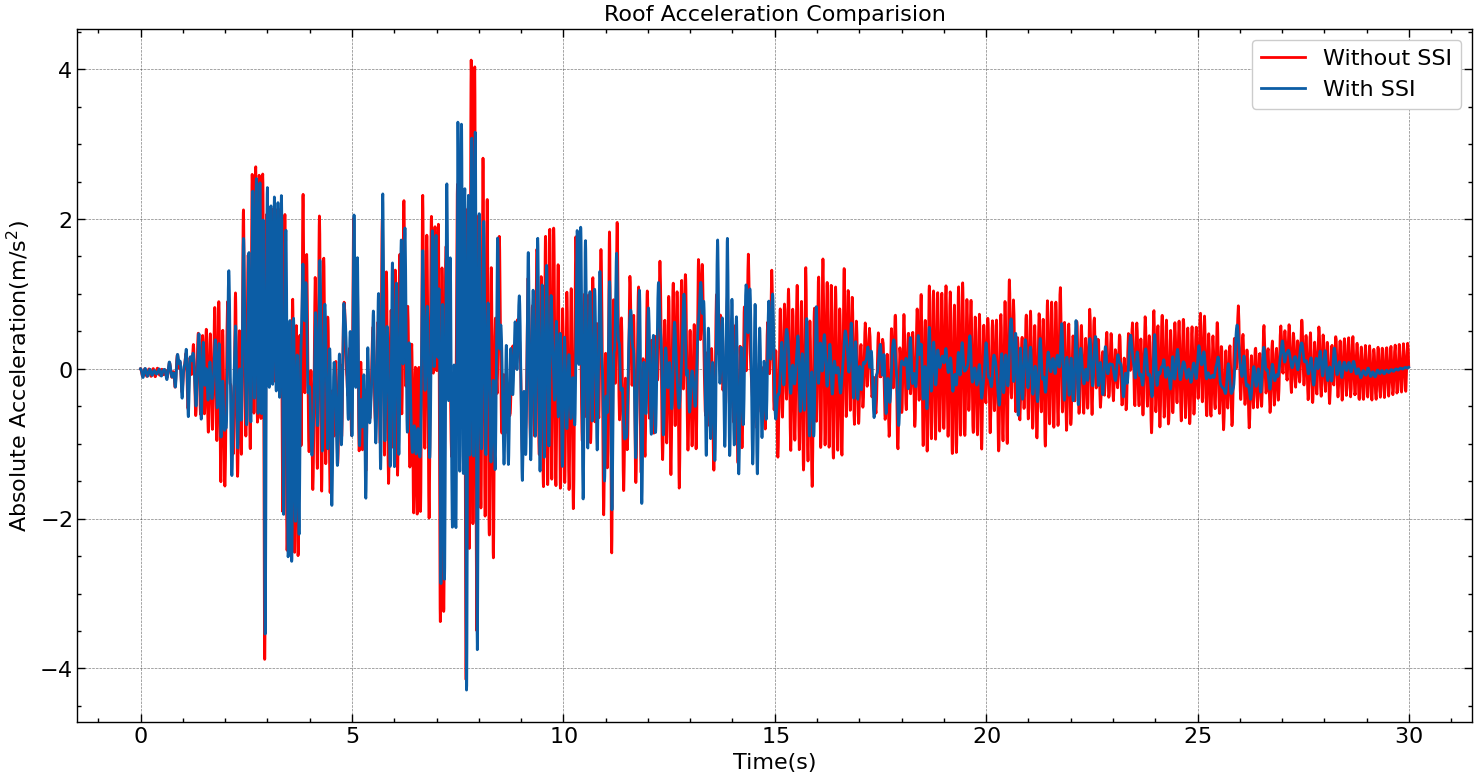 Roof Acceleration Comparision
Without SSI
With SSI
Absolute Acceleration(m/s²)
4
2
0
−2
−4
0 5 10 15 20 25 30
Time(s)